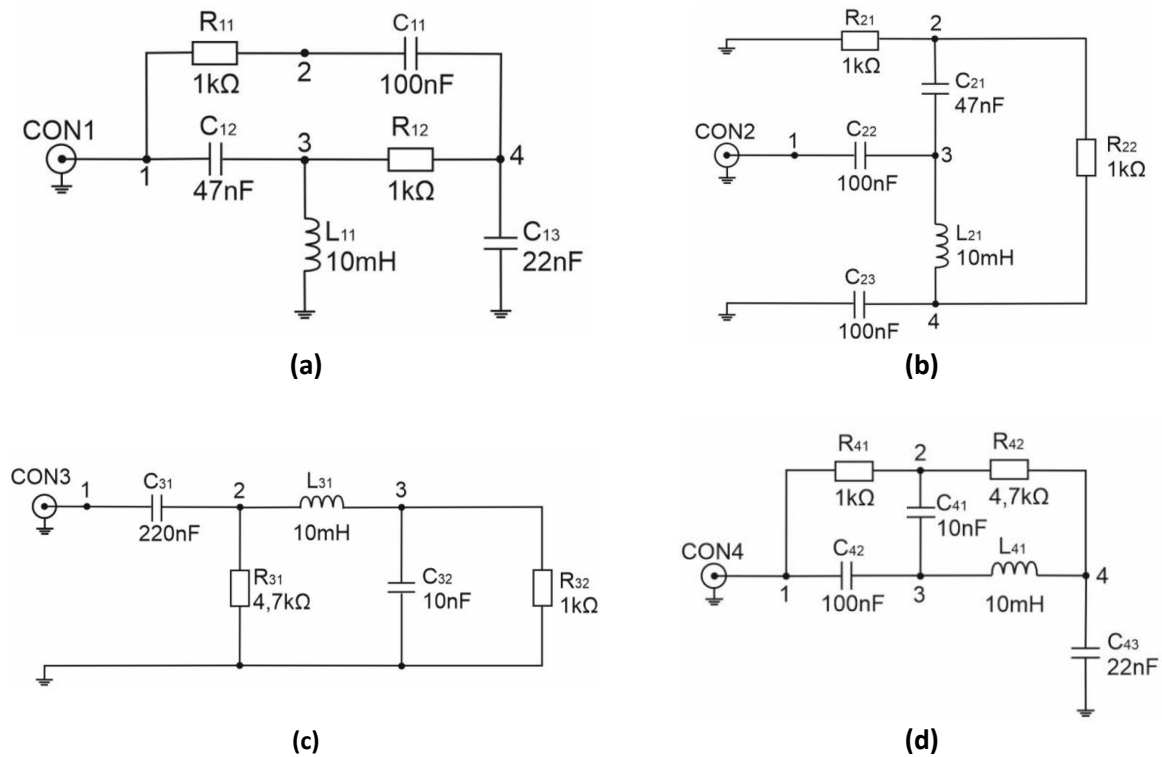 R₁₁
1kΩ
2
C₁₁
100nF
CON1
1
C₁₂
47nF
3
R₁₂
1kΩ
4
L₁₁
10mH
C₁₃
22nF
(a)
R₂₁
1kΩ
2
C₂₁
47nF
CON2
1
C₂₂
100nF
3
R₂₂
1kΩ
L₂₁
10mH
C₂₃
100nF
4
(b)
CON3
1
C₃₁
220nF
2
L₃₁
10mH
3
R₃₁
4,7kΩ
C₃₂
10nF
R₃₂
1kΩ
(c)
R₄₁
1kΩ
2
R₄₂
4,7kΩ
C₄₁
10nF
CON4
1
C₄₂
100nF
3
L₄₁
10mH
4
C₄₃
22nF
(d)